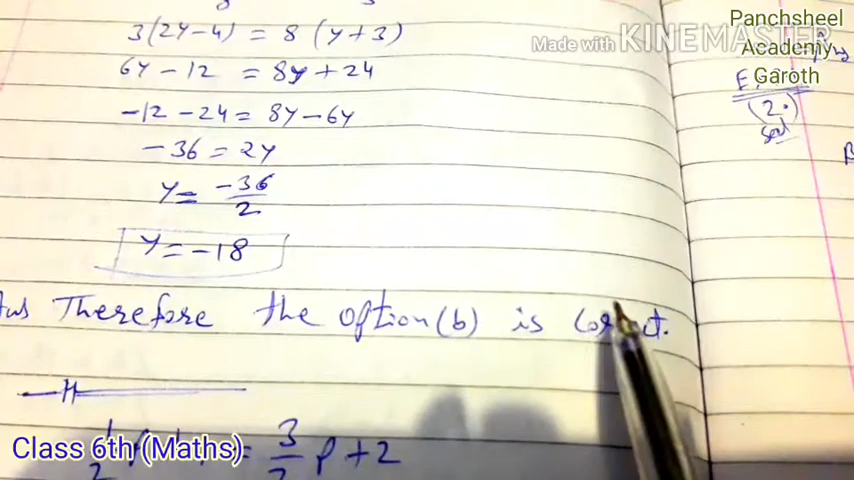 3(2y-4) = 8 (y+3)
6y - 12 = 8y + 24
-12 - 24 = 8y - 6y
-36 = 2y
y = -36/2
y = -18
Therefore the option (b) is correct.
= 3/2 p + 2
Made with KINEMASTER
Panchsheel
Academy
Garoth
(2.)
Class 6th(Maths)